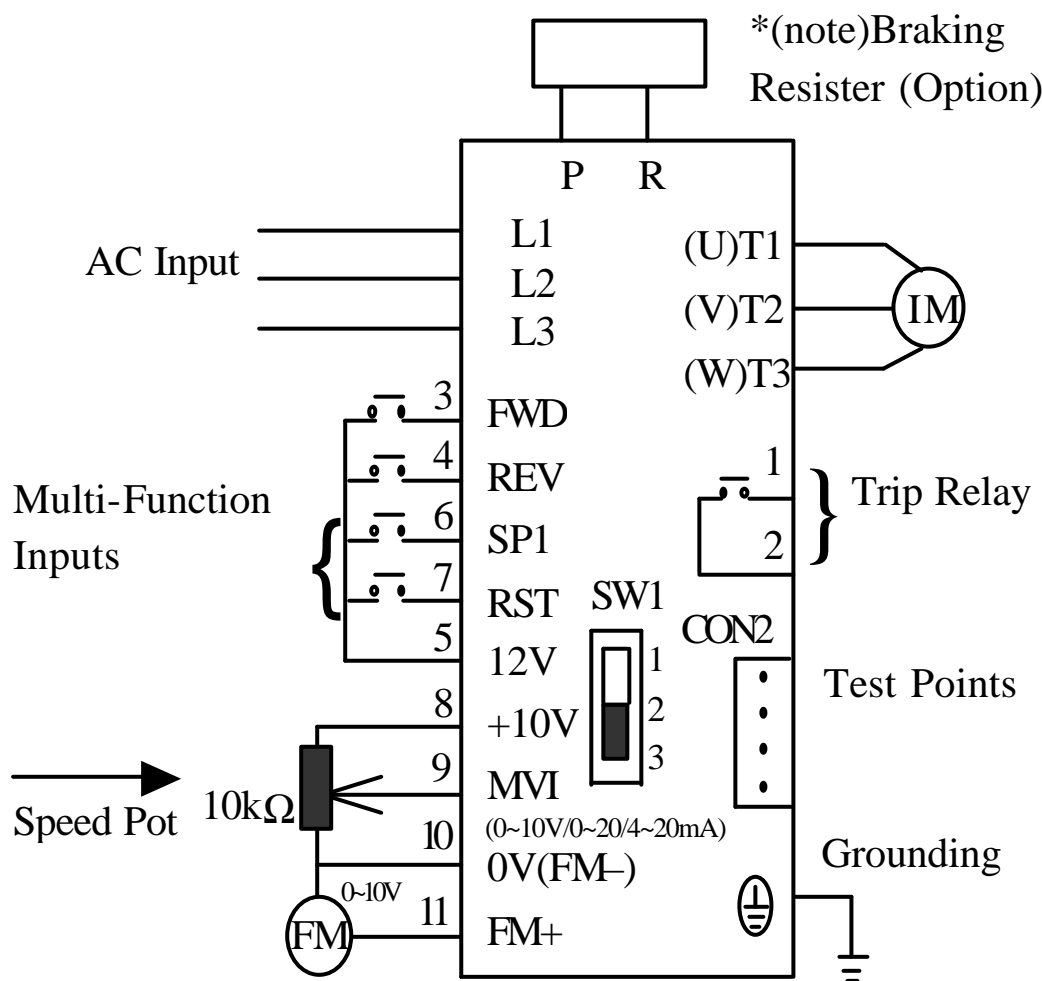 *(note)Braking
Resister (Option)
P R
AC Input
L1
L2
L3
(U)T1
(V)T2
(W)T3
IM
Multi-Function
Inputs
3 FWD
4 REV
6 SP1
7 RST
5 12V
8 +10V
9 MVI
(0~10V/0~20/4~20mA)
10 0V(FM–)
11 FM+
Speed Pot
10kΩ
0~10V
FM
SW1
1
2
3
1
2
Trip Relay
CON2
Test Points
Grounding